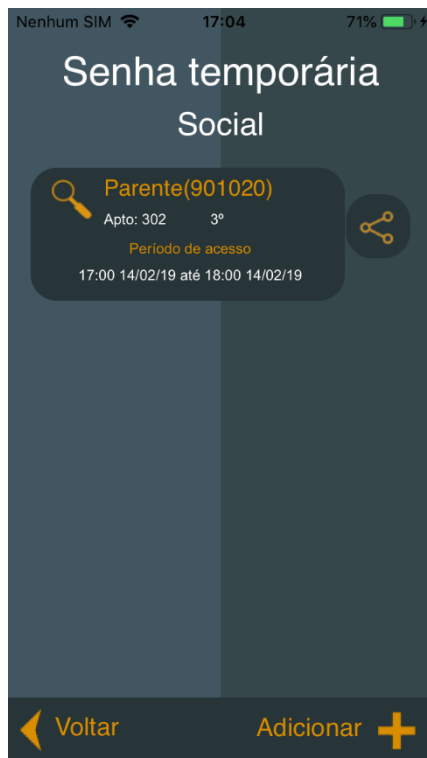 Nenhum SIM 17:04 71%
Senha temporária
Social
Parente(901020)
Apto: 302 3º
Período de acesso
17:00 14/02/19 até 18:00 14/02/19
Voltar Adicionar